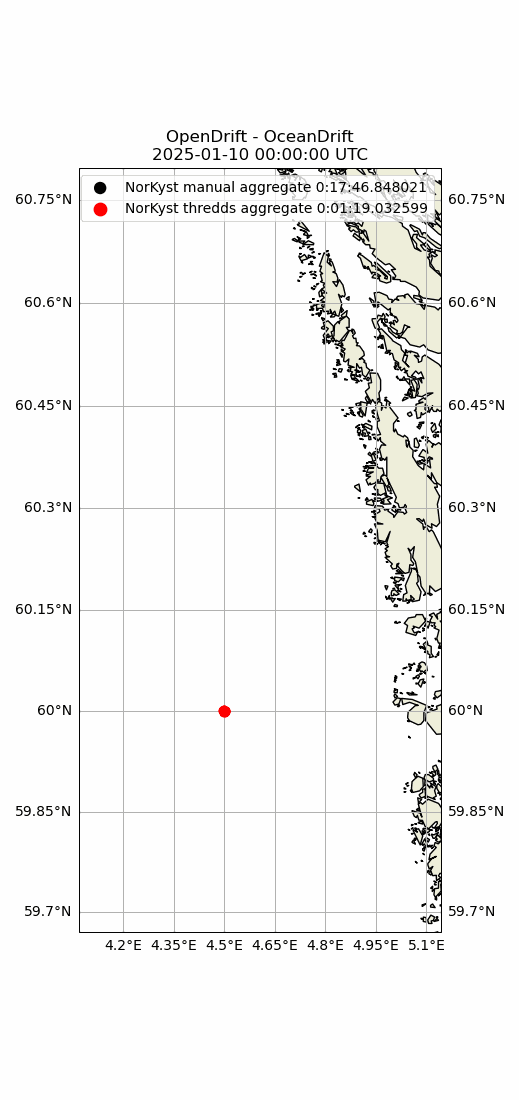 OpenDrift - OceanDrift
2025-01-10 00:00:00 UTC
NorKyst manual aggregate 0:17:46.848021
NorKyst thredds aggregate 0:01:19.032599
60.75°N 60.75°N
60.6°N 60.6°N
60.45°N 60.45°N
60.3°N 60.3°N
60.15°N 60.15°N
60°N 60°N
59.85°N 59.85°N
59.7°N 59.7°N
4.2°E 4.35°E 4.5°E 4.65°E 4.8°E 4.95°E 5.1°E